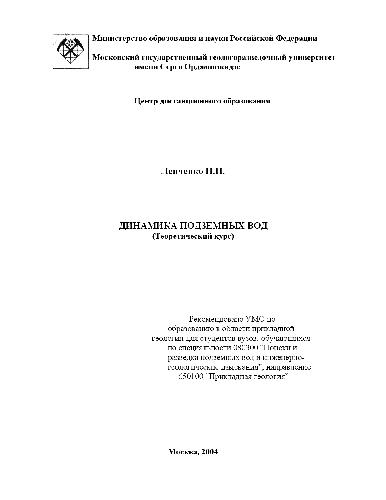 Министерство образования и науки Российской Федерации
Московский государственный геологоразведочный университет
имени Серго Орджоникидзе
Центр дистанционного образования
Ленченко Н.Н.
ДИНАМИКА ПОДЗЕМНЫХ ВОД
(Теоретический курс)
Рекомендовано УМО по
образованию в области прикладной
геологии для студентов вузов, обучающихся
по специальности 080300 "Поиски и
разведка подземных вод и инженерно-
геологические изыскания", направление
650100 "Прикладная геология"
Москва, 2004